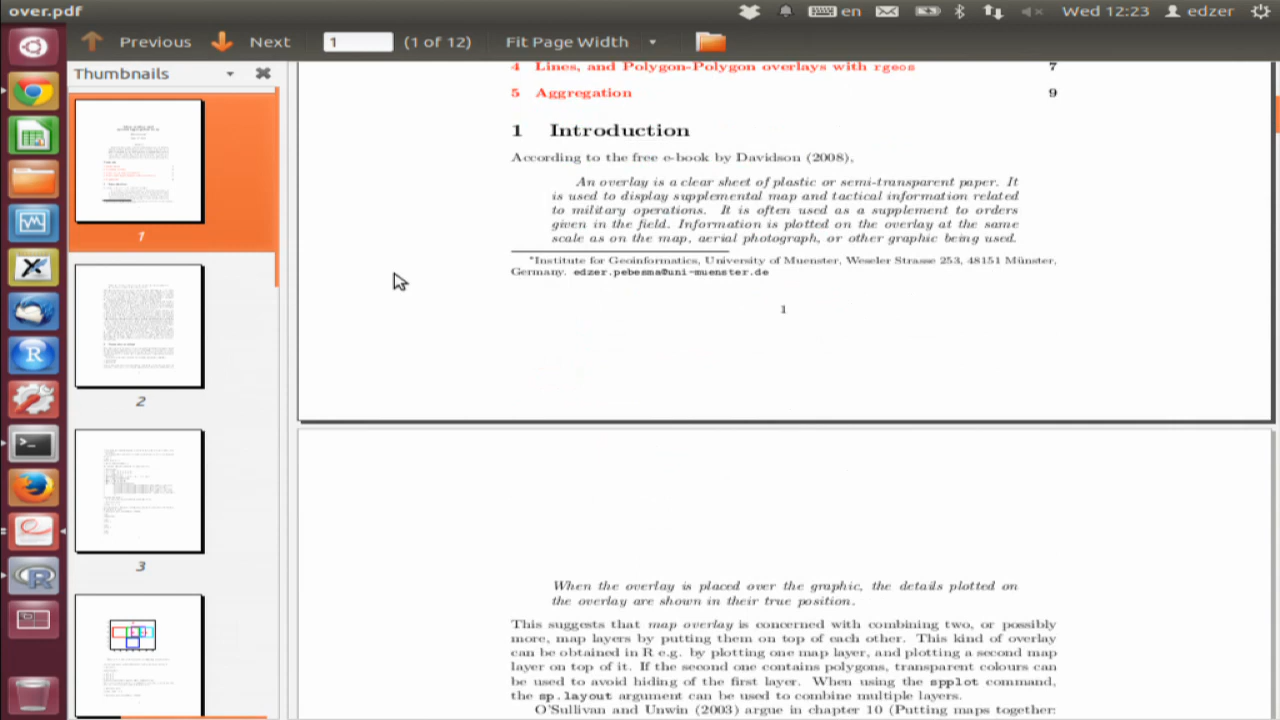 over.pdf
en
Wed 12:23
edzer
Previous
Next
1
(1 of 12)
Fit Page Width
Thumbnails
1
2
3
4 Lines, and Polygon-Polygon overlays with rgeos 7
5 Aggregation 9
1 Introduction
According to the free e-book by Davidson (2008),
An overlay is a clear sheet of plastic or semi-transparent paper. It
is used to display supplemental map and tactical information related
to military operations. It is often used as a supplement to orders
given in the field. Information is plotted on the overlay at the same
scale as on the map, aerial photograph, or other graphic being used.
*Institute for Geoinformatics, University of Muenster, Weseler Strasse 253, 48151 Münster,
Germany. edzer.pebesma@uni-muenster.de
1
When the overlay is placed over the graphic, the details plotted on
the overlay are shown in their true position.
This suggests that map overlay is concerned with combining two, or possibly
more, map layers by putting them on top of each other. This kind of overlay
can be obtained in R e.g. by plotting one map layer, and plotting a second map
layer on top of it. If the second one contains polygons, transparent colours can
be used to avoid hiding of the first layer. When using the spplot command,
the sp.layout argument can be used to combine multiple layers.
O'Sullivan and Unwin (2003) argue in chapter 10 (Putting maps together: